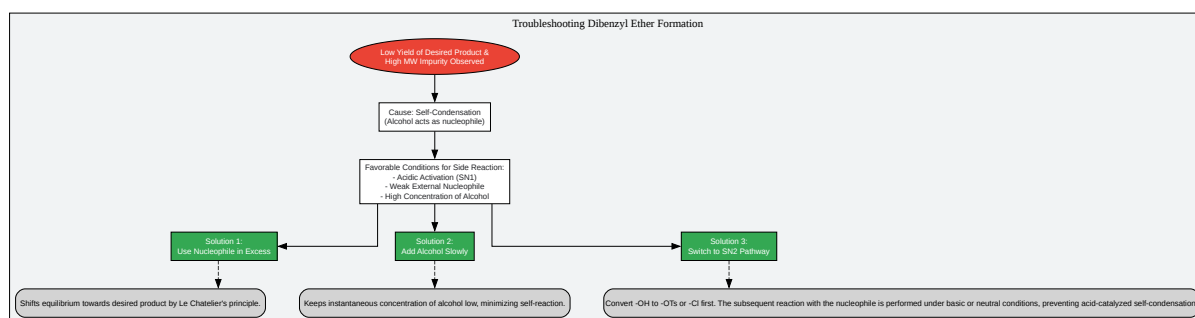 Troubleshooting Dibenzyl Ether Formation
Low Yield of Desired Product &
High MW Impurity Observed
Cause: Self-Condensation
(Alcohol acts as nucleophile)
Favorable Conditions for Side Reaction:
- Acidic Activation (SN1)
- Weak External Nucleophile
- High Concentration of Alcohol
Solution 1:
Use Nucleophile in Excess
Solution 2:
Add Alcohol Slowly
Solution 3:
Switch to SN2 Pathway
Shifts equilibrium towards desired product by Le Chatelier's principle.
Keeps instantaneous concentration of alcohol low, minimizing self-reaction.
Convert -OH to -OTs or -Cl first. The subsequent reaction with the nucleophile is performed under basic or neutral conditions, preventing acid-catalyzed self-condensation.